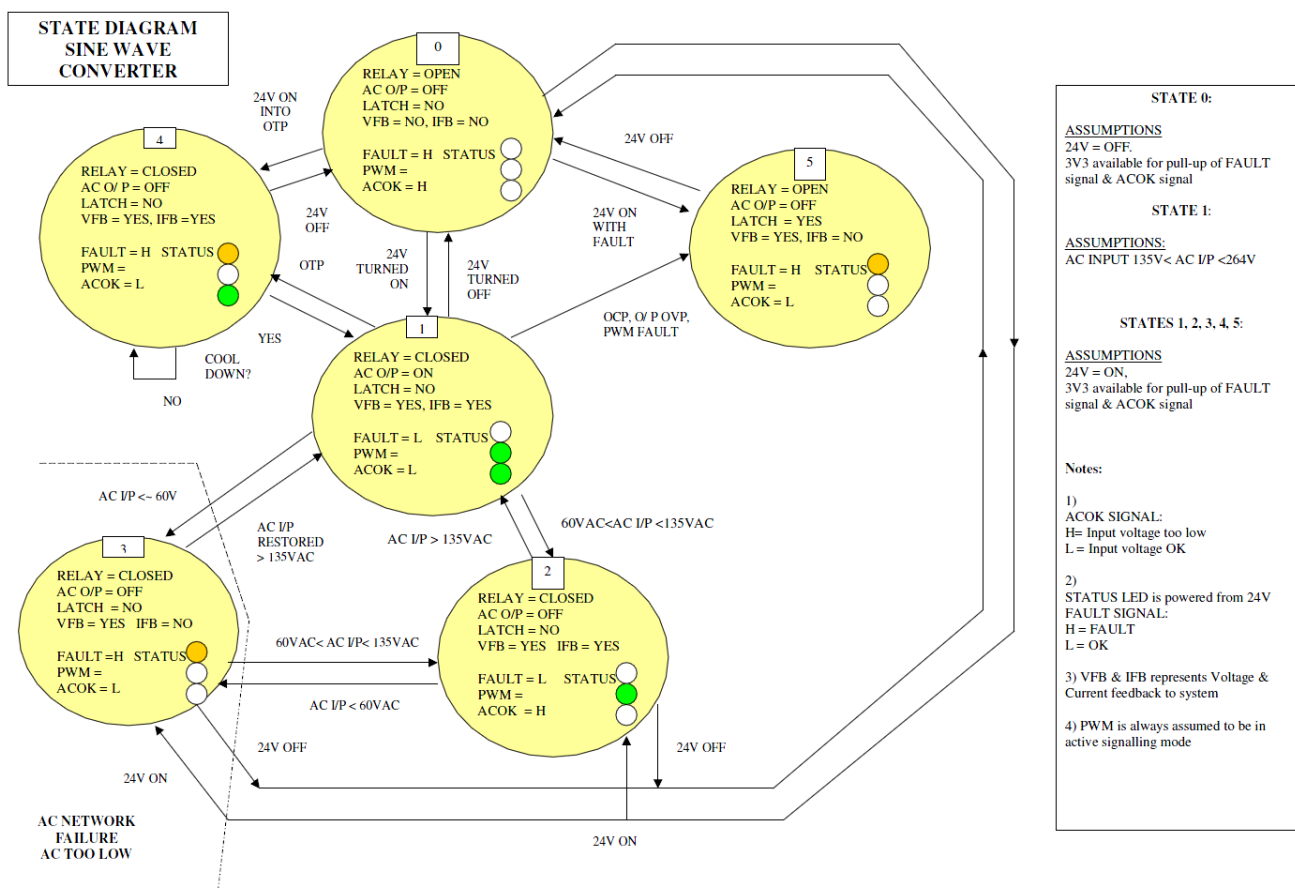 STATE DIAGRAM
SINE WAVE
CONVERTER
0
RELAY = OPEN
AC O/P = OFF
LATCH = NO
VFB = NO, IFB = NO
FAULT = H STATUS
PWM =
ACOK = H
24V ON
INTO
OTP
24V OFF
4
RELAY = CLOSED
AC O/ P = OFF
LATCH = NO
VFB = YES, IFB =YES
FAULT = H STATUS
PWM =
ACOK = L
5
RELAY = OPEN
AC O/P = OFF
LATCH = YES
VFB = YES, IFB = NO
FAULT = H STATUS
PWM =
ACOK = L
24V
OFF
24V ON
WITH
FAULT
OTP
24V
TURNED
ON
24V
TURNED
OFF
YES
COOL
DOWN?
NO
OCP, O/ P OVP,
PWM FAULT
1
RELAY = CLOSED
AC O/P = ON
LATCH = NO
VFB = YES, IFB = YES
FAULT = L STATUS
PWM =
ACOK = L
AC I/P <~ 60V
AC I/P
RESTORED
> 135VAC
AC I/P > 135VAC
60VAC<AC I/P <135VAC
3
RELAY = CLOSED
AC O/P = OFF
LATCH = NO
VFB = YES IFB = NO
FAULT =H STATUS
PWM =
ACOK = L
60VAC< AC I/P< 135VAC
AC I/P < 60VAC
2
RELAY = CLOSED
AC O/P = OFF
LATCH = NO
VFB = YES IFB = YES
FAULT = L STATUS
PWM =
ACOK = H
24V OFF
24V OFF
24V ON
24V ON
AC NETWORK
FAILURE
AC TOO LOW
STATE 0:
ASSUMPTIONS
24V = OFF.
3V3 available for pull-up of FAULT
signal & ACOK signal
STATE 1:
ASSUMPTIONS:
AC INPUT 135V< AC I/P <264V
STATES 1, 2, 3, 4, 5:
ASSUMPTIONS
24V = ON,
3V3 available for pull-up of FAULT
signal & ACOK signal
Notes:
1)
ACOK SIGNAL:
H= Input voltage too low
L = Input voltage OK
2)
STATUS LED is powered from 24V
FAULT SIGNAL:
H = FAULT
L = OK
3) VFB & IFB represents Voltage &
Current feedback to system
4) PWM is always assumed to be in
active signalling mode